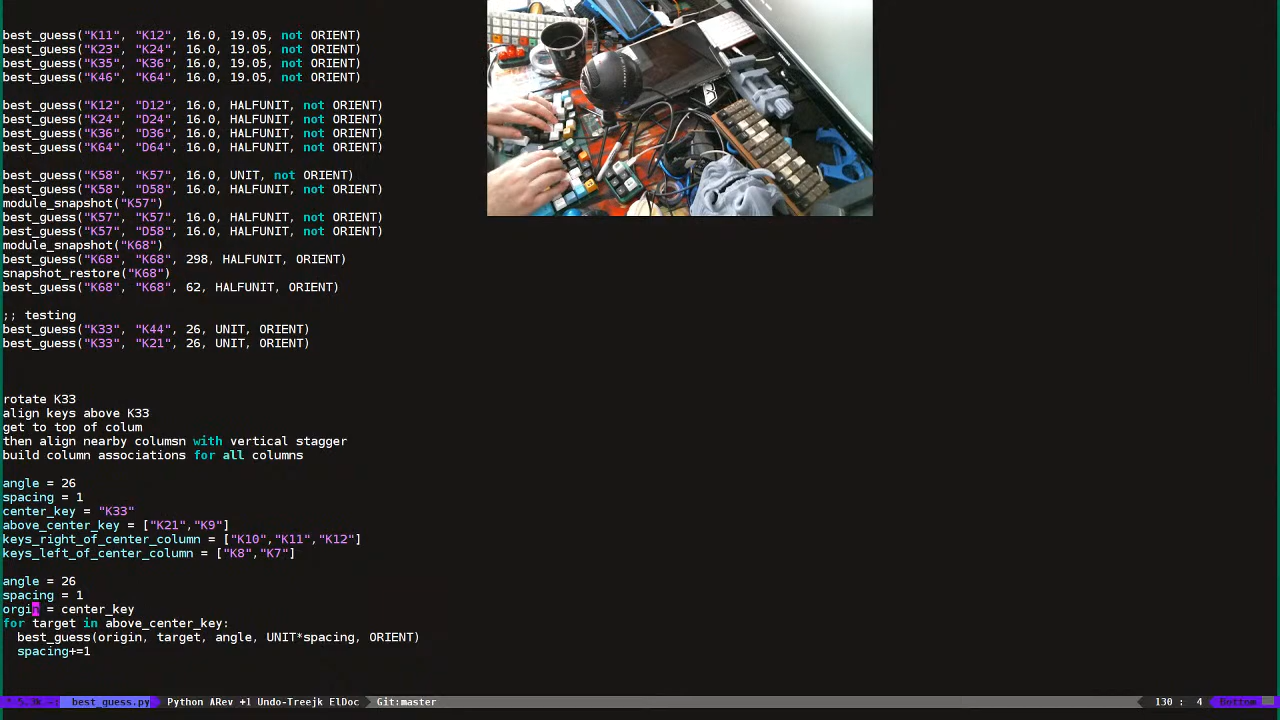 best_guess("K11", "K12", 16.0, 19.05, not ORIENT)
best_guess("K23", "K24", 16.0, 19.05, not ORIENT)
best_guess("K35", "K36", 16.0, 19.05, not ORIENT)
best_guess("K46", "K64", 16.0, 19.05, not ORIENT)
best_guess("K12", "D12", 16.0, HALFUNIT, not ORIENT)
best_guess("K24", "D24", 16.0, HALFUNIT, not ORIENT)
best_guess("K36", "D36", 16.0, HALFUNIT, not ORIENT)
best_guess("K64", "D64", 16.0, HALFUNIT, not ORIENT)
best_guess("K58", "K57", 16.0, UNIT, not ORIENT)
best_guess("K58", "D58", 16.0, HALFUNIT, not ORIENT)
module_snapshot("K57")
best_guess("K57", "K57", 16.0, HALFUNIT, not ORIENT)
best_guess("K57", "D58", 16.0, HALFUNIT, not ORIENT)
module_snapshot("K68")
best_guess("K68", "K68", 298, HALFUNIT, ORIENT)
snapshot_restore("K68")
best_guess("K68", "K68", 62, HALFUNIT, ORIENT)
;; testing
best_guess("K33", "K44", 26, UNIT, ORIENT)
best_guess("K33", "K21", 26, UNIT, ORIENT)
rotate K33
align keys above K33
get to top of colum
then align nearby columsn with vertical stagger
build column associations for all columns
angle = 26
spacing = 1
center_key = "K33"
above_center_key = ["K21","K9"]
keys_right_of_center_column = ["K10","K11","K12"]
keys_left_of_center_column = ["K8","K7"]
angle = 26
spacing = 1
orgin = center_key
for target in above_center_key:
best_guess(origin, target, angle, UNIT*spacing, ORIENT)
spacing+=1
* 5.3k best_guess.py Python ARev +1 Undo-Treejk ElDoc Git:master 130 : 4 Bottom